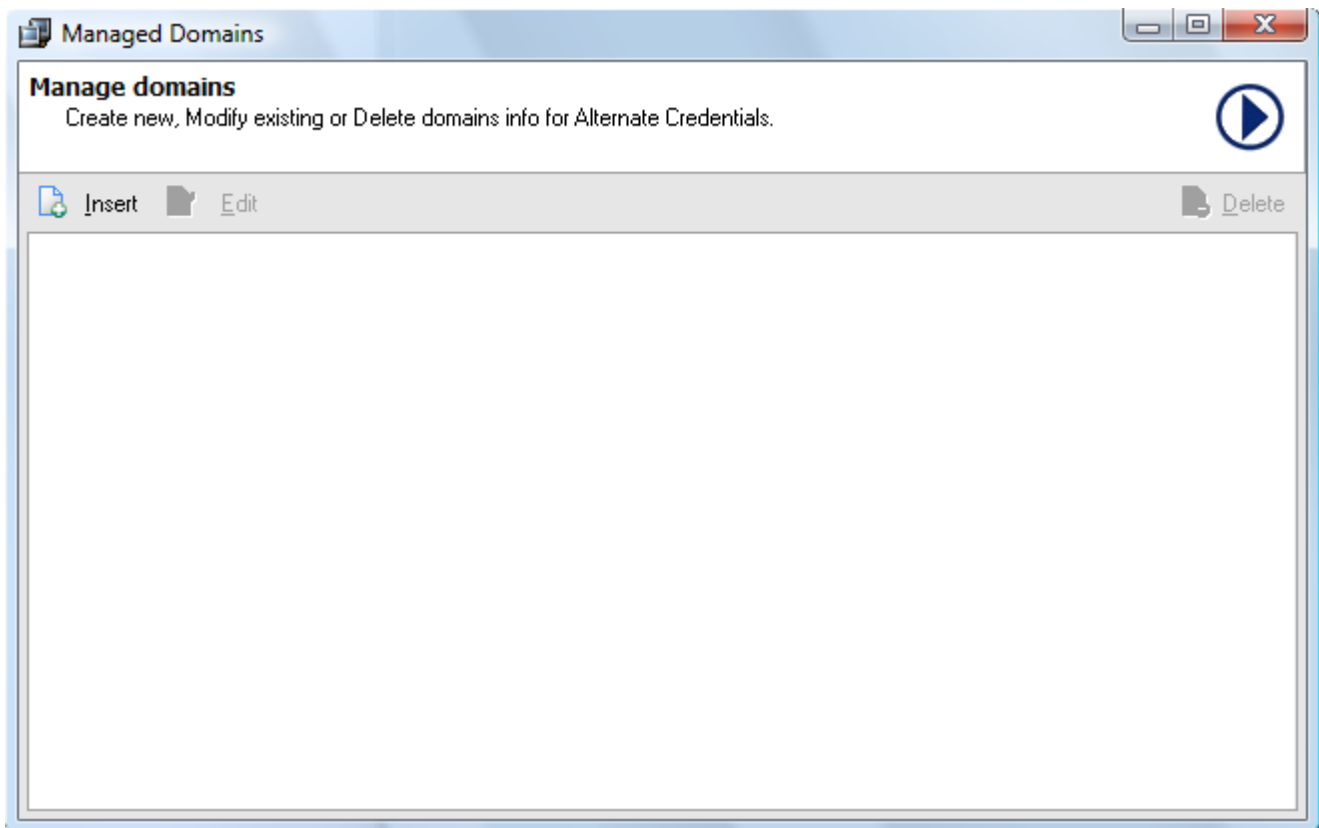 Managed Domains
Manage domains
Create new, Modify existing or Delete domains info for Alternate Credentials.
Insert Edit Delete